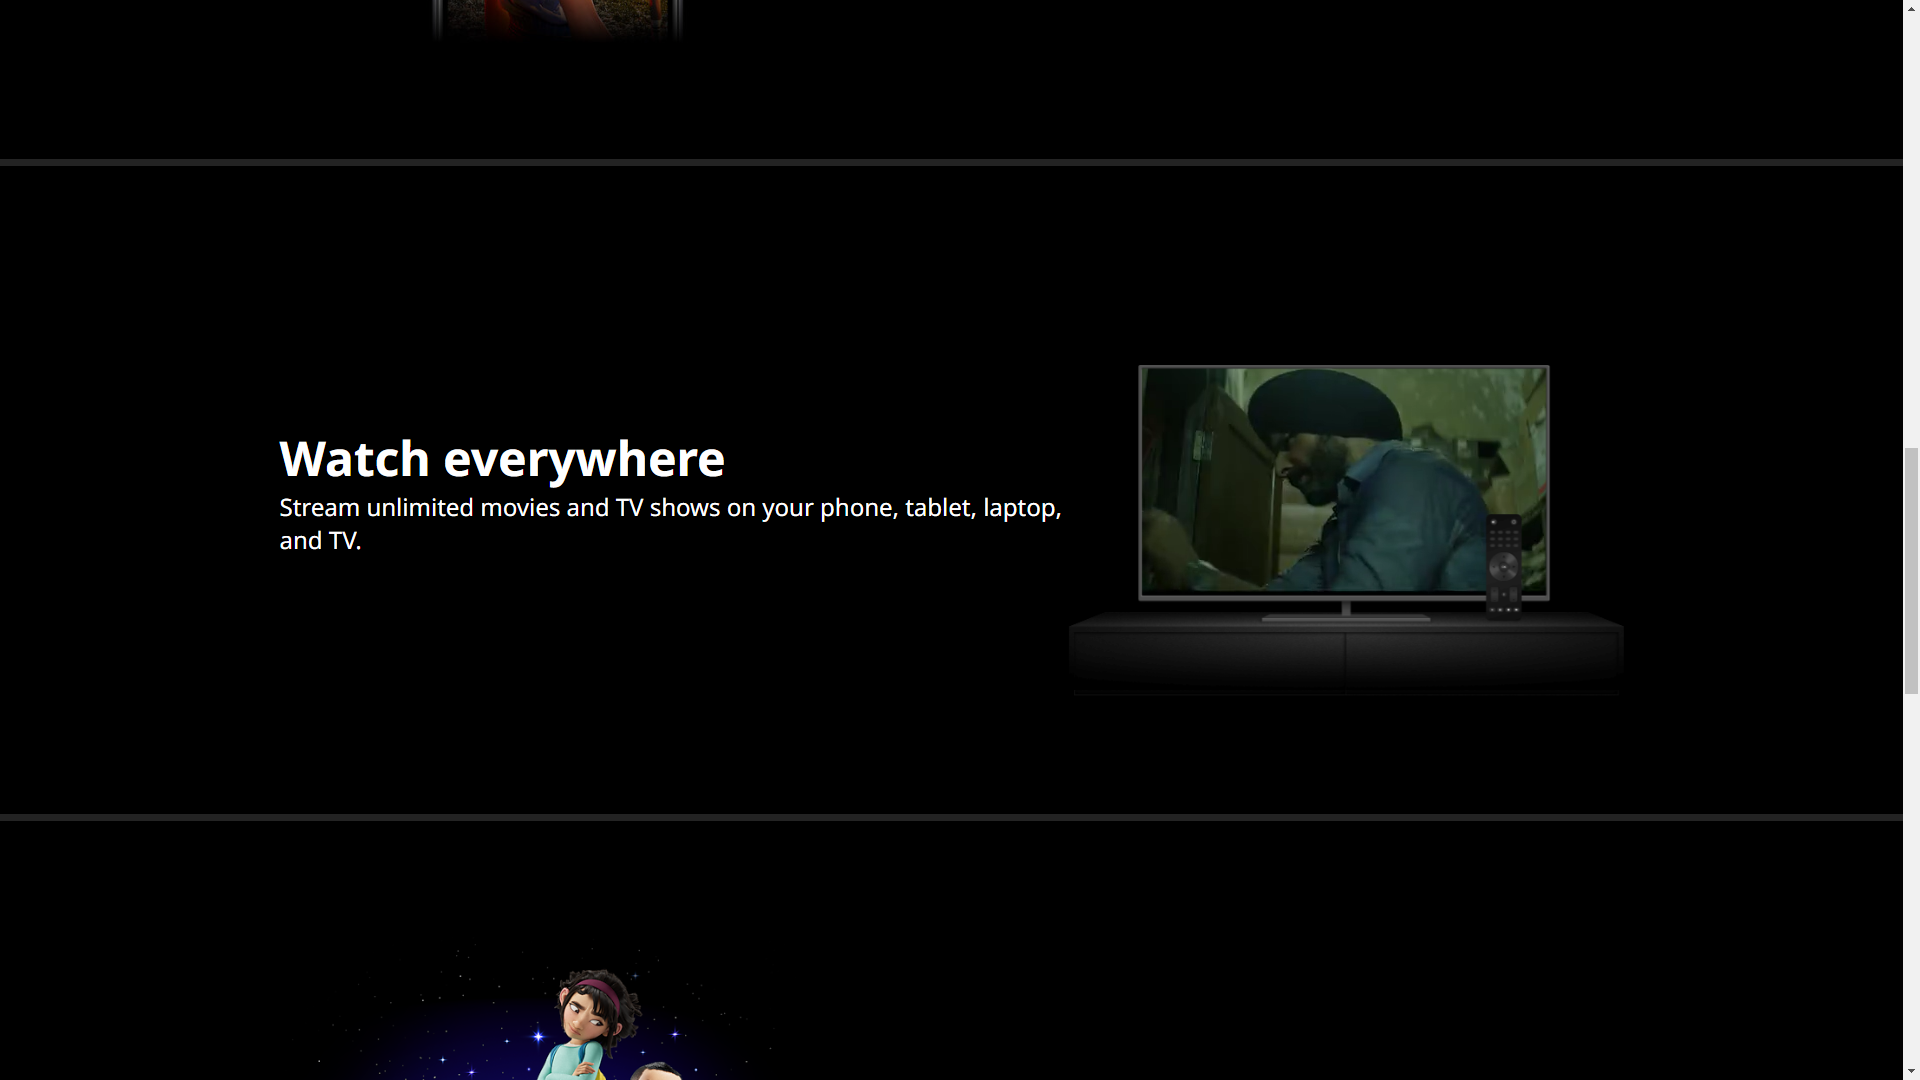 Watch everywhere
Stream unlimited movies and TV shows on your phone, tablet, laptop,
and TV.